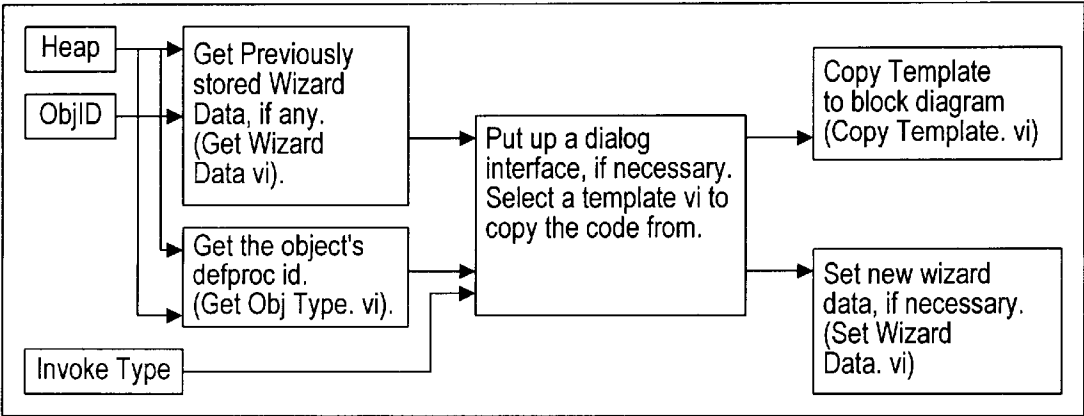 Heap
ObjID
Get Previously
stored Wizard
Data, if any.
(Get Wizard
Data vi).
Get the object's
defproc id.
(Get Obj Type. vi).
Invoke Type
Put up a dialog
interface, if necessary.
Select a template vi to
copy the code from.
Copy Template
to block diagram
(Copy Template. vi)
Set new wizard
data, if necessary.
(Set Wizard
Data. vi)